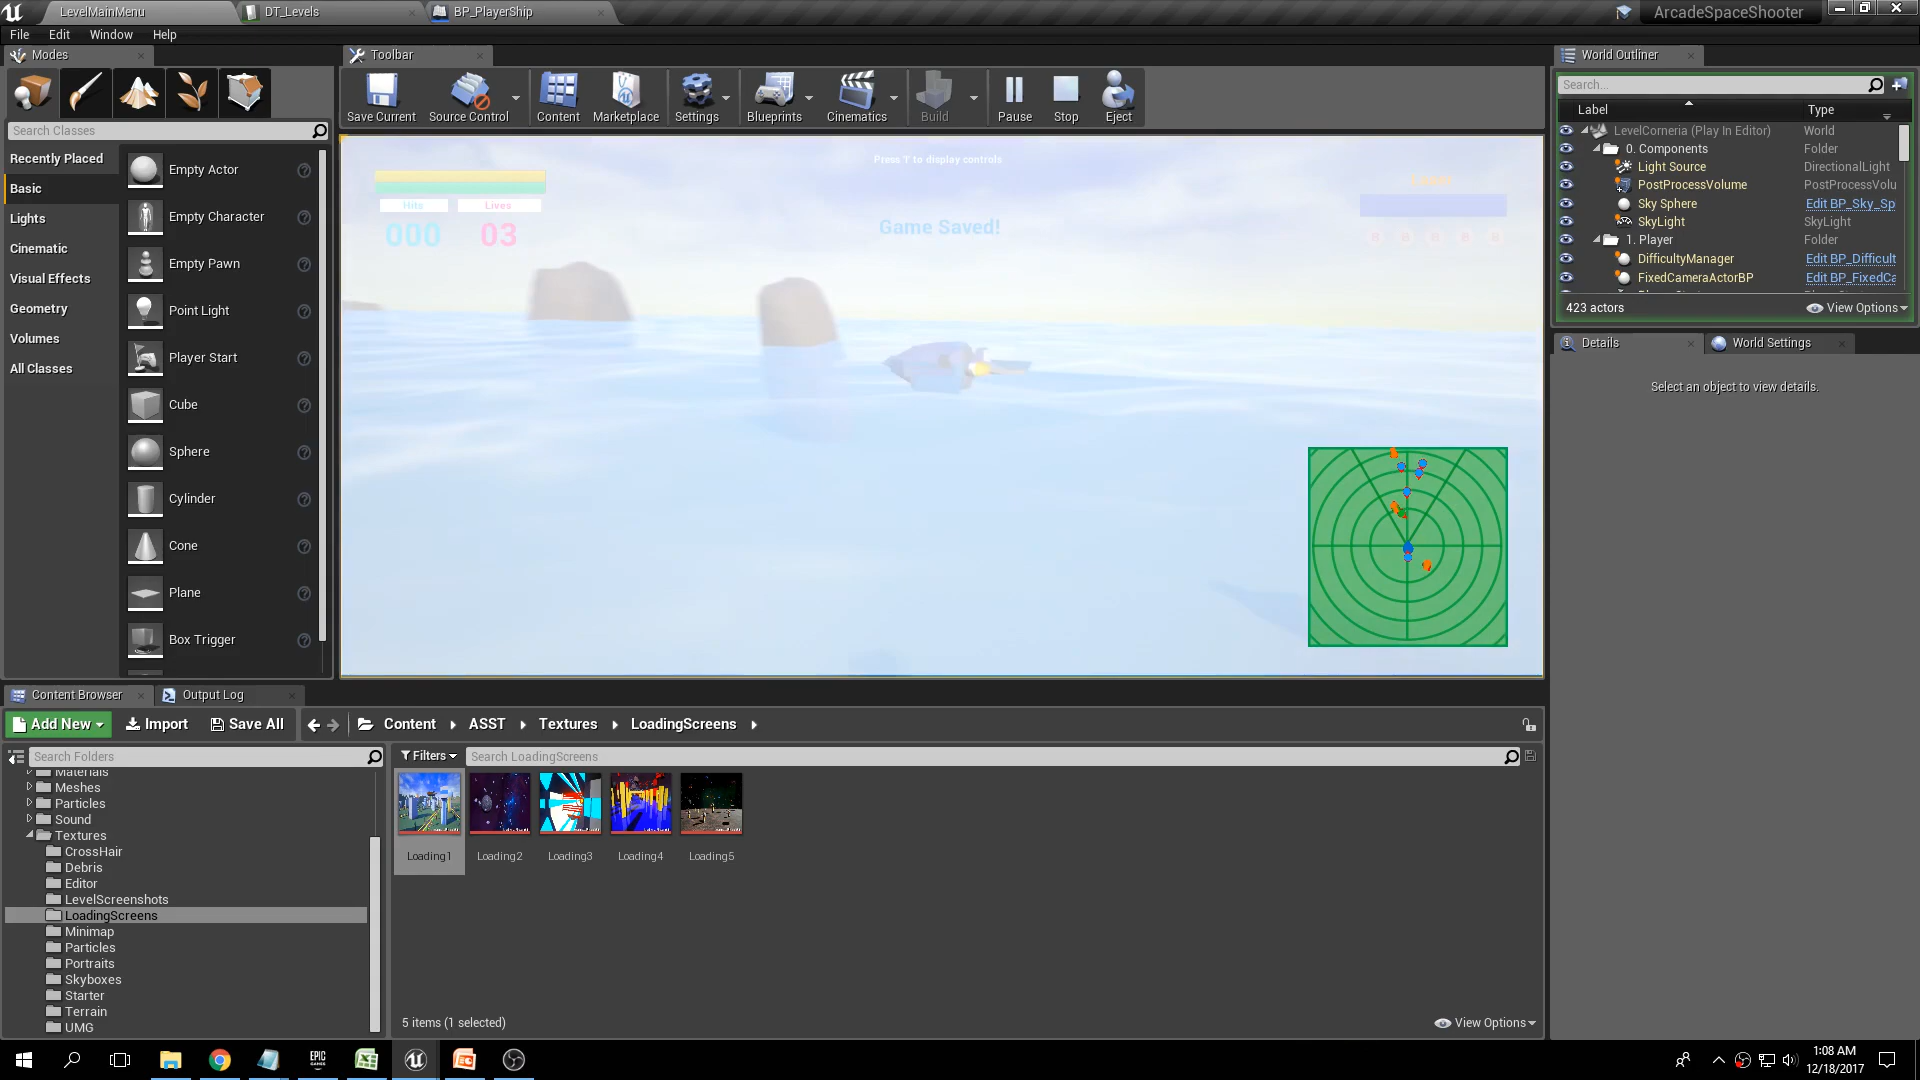 LevelMainMenu
DT_Levels
BP_PlayerShip
ArcadeSpaceShooter
File Edit Window Help
Modes
Search Classes
Recently Placed
Basic
Lights
Cinematic
Visual Effects
Geometry
Volumes
All Classes
Empty Actor
Empty Character
Empty Pawn
Point Light
Player Start
Cube
Sphere
Cylinder
Cone
Plane
Box Trigger
Toolbar
Save Current
Source Control
Content
Marketplace
Settings
Blueprints
Cinematics
Build
Pause
Stop
Eject
Press 'I' to display controls
Hits
Lives
000
03
Game Saved!
World Outliner
Search...
Label
Type
LevelCorneria (Play In Editor) World
0. Components Folder
Light Source DirectionalLight
PostProcessVolume PostProcessVolu
Sky Sphere Edit BP_Sky_Sp
SkyLight SkyLight
1. Player Folder
DifficultyManager Edit BP_Difficult
FixedCameraActorBP Edit BP_FixedCa
423 actors
View Options
Details
World Settings
Select an object to view details.
Content Browser
Output Log
Add New
Import
Save All
Content
ASST
Textures
LoadingScreens
Search Folders
Materials
Meshes
Particles
Sound
Textures
CrossHair
Debris
Editor
LevelScreenshots
LoadingScreens
Minimap
Particles
Portraits
Skyboxes
Starter
Terrain
UMG
Filters
Search LoadingScreens
Loading1
Loading2
Loading3
Loading4
Loading5
5 items (1 selected)
View Options
1:08 AM
12/18/2017